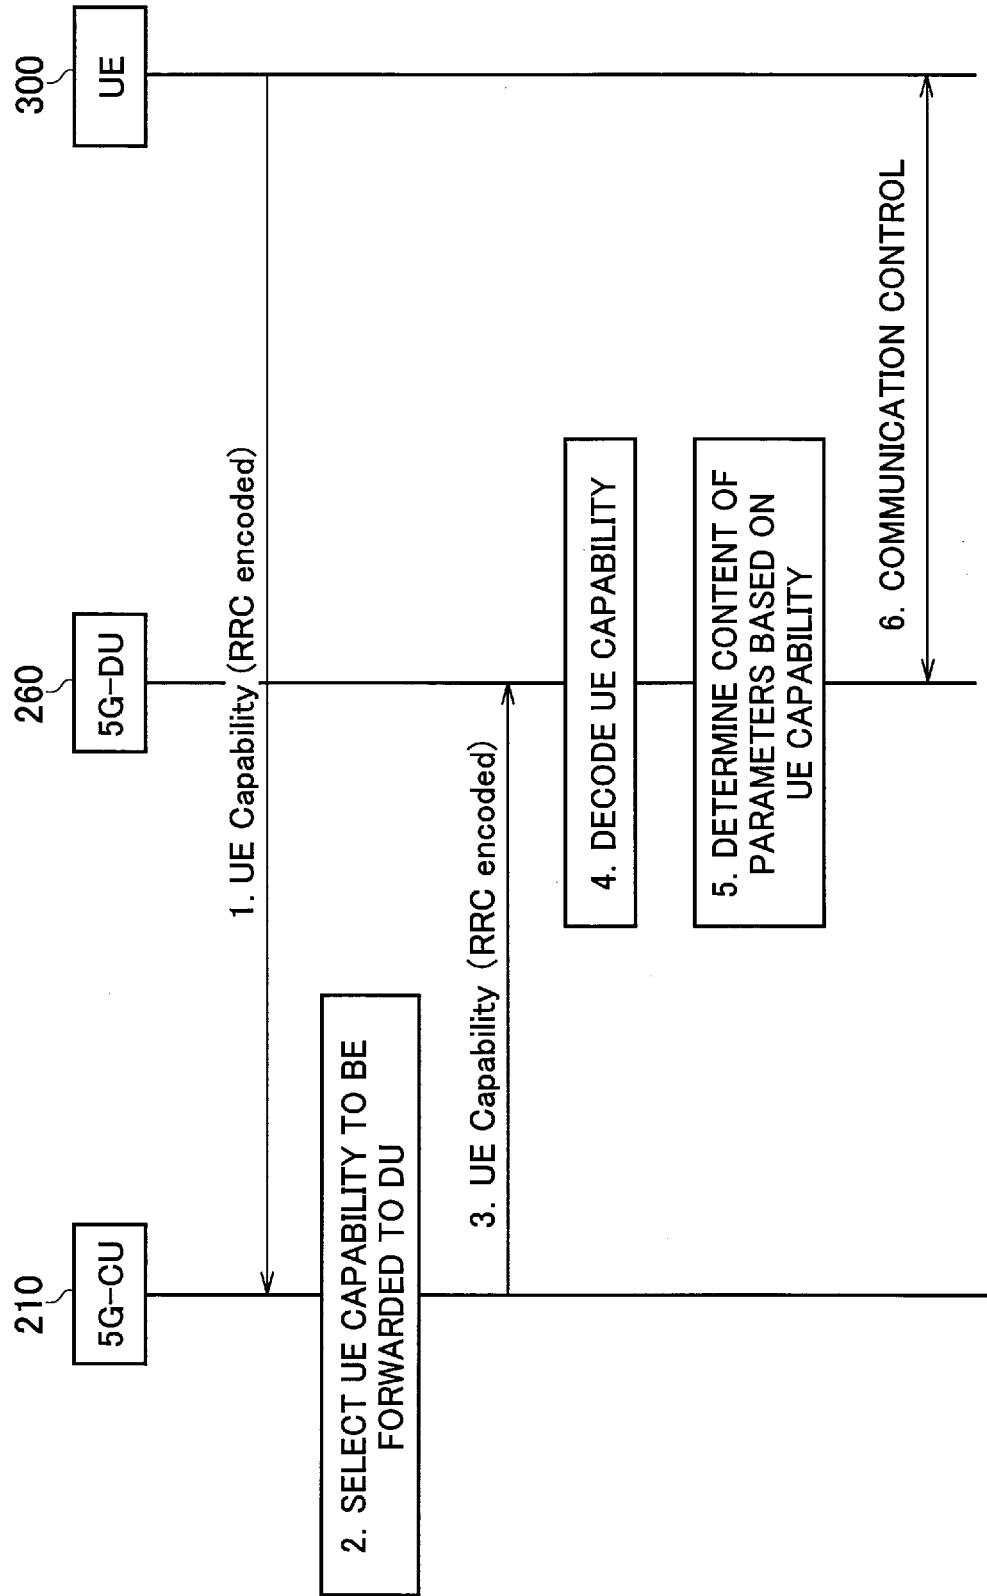 210
260
300
5G-CU
5G-DU
UE
1. UE Capability (RRC encoded)
2. SELECT UE CAPABILITY TO BE
FORWARDED TO DU
3. UE Capability (RRC encoded)
4. DECODE UE CAPABILITY
5. DETERMINE CONTENT OF
PARAMETERS BASED ON
UE CAPABILITY
6. COMMUNICATION CONTROL